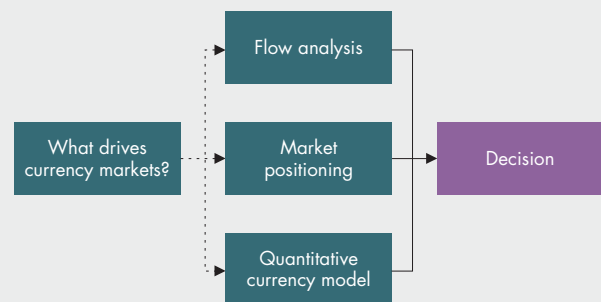 What drives
currency markets?
Flow analysis
Market
positioning
Quantitative
currency model
Decision